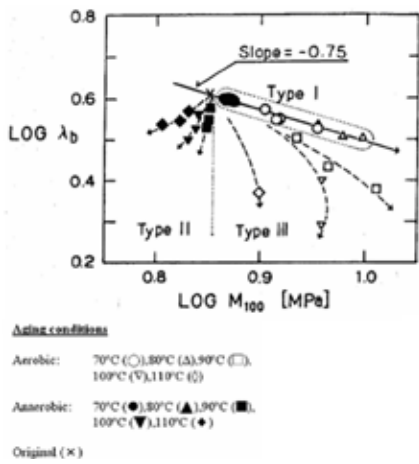 Slope = -0.75
Type I
LOG λb
0.6
0.4
0.2
Type II
Type III
0.8
0.9
1.0
LOG M100 [MPa]
Aging conditions
Aerobic: 70°C (○),80°C (△),90°C (□),
100°C (▽),110°C (◊)
Anaerobic: 70°C (●),80°C (▲),90°C (■),
100°C (▼),110°C (◆)
Original (×)